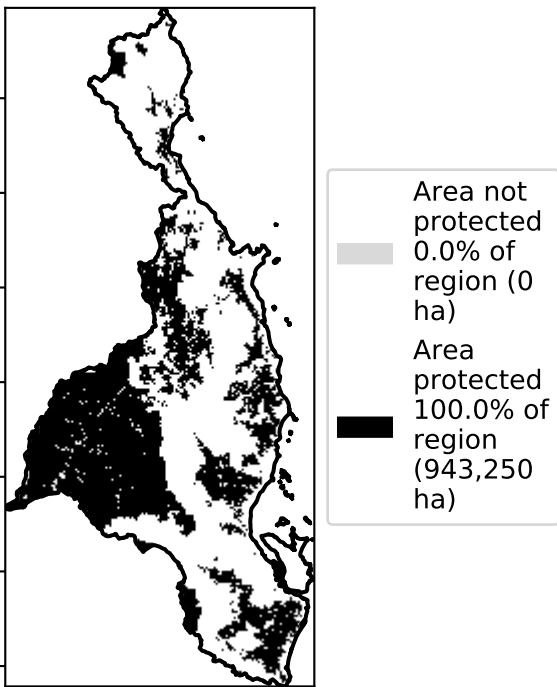 Area not
protected
0.0% of
region (0
ha)
Area
protected
100.0% of
region
(943,250
ha)